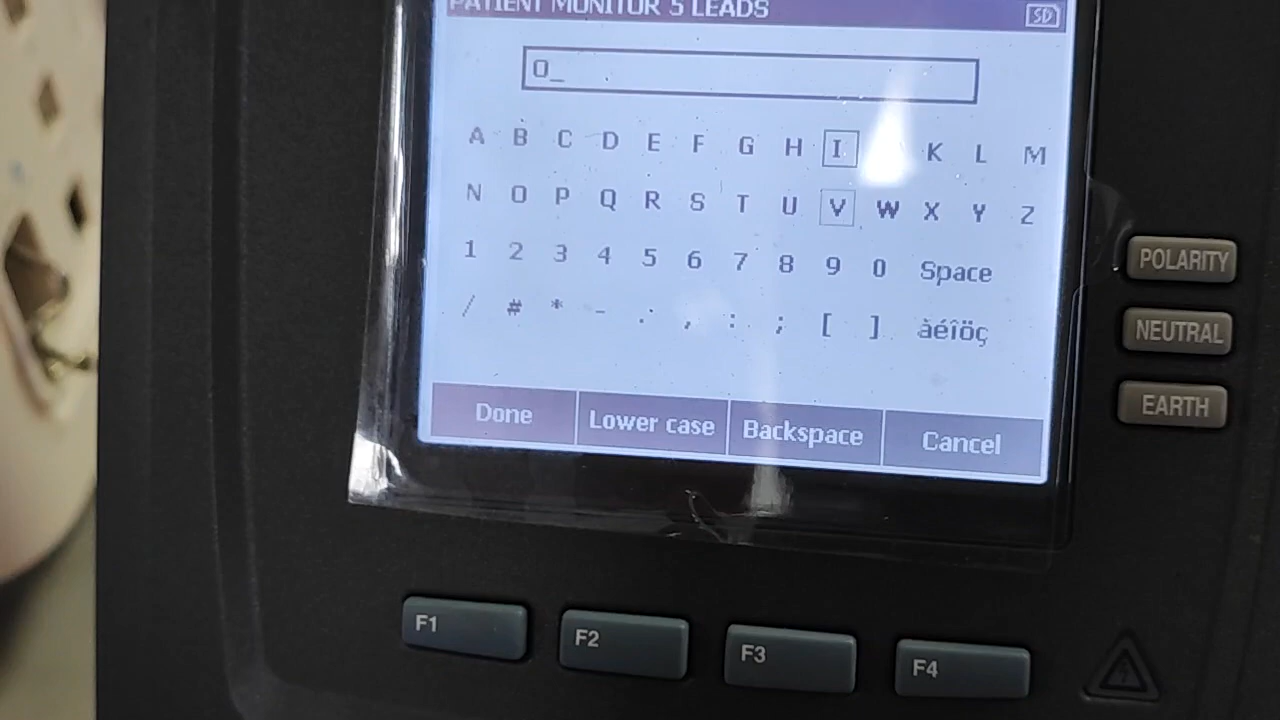 PATIENT MONITOR 5 LEADS SD
O_
A B C D E F G H I K L M
N O P Q R S T U V W X Y Z
1 2 3 4 5 6 7 8 9 0 Space
/ # * - . , : ; [ ] àéîöç
Done Lower case Backspace Cancel
POLARITY
NEUTRAL
EARTH
F1 F2 F3 F4